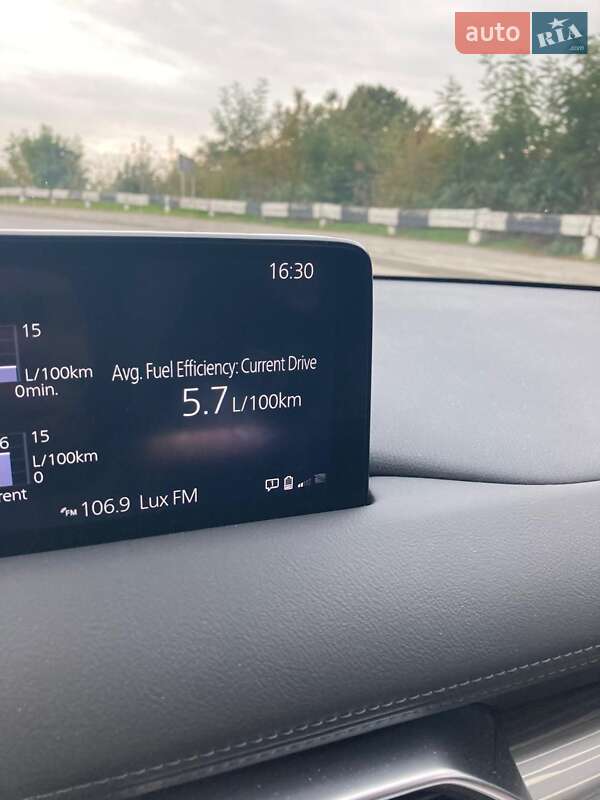 auto RIA .com
16:30
15
L/100km
0min.
Avg. Fuel Efficiency: Current Drive
5.7 L/100km
6
15
L/100km
0
rent
FM 106.9 Lux FM